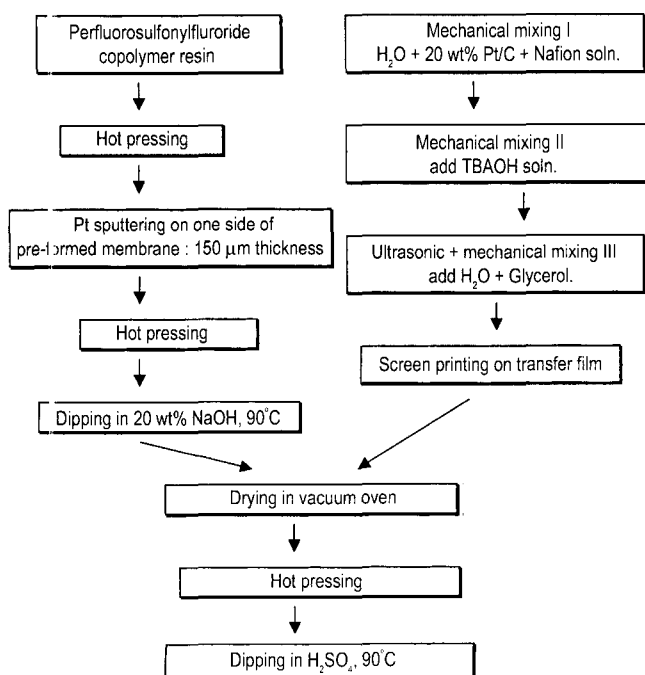 Perfluorosulfonylfluroride
copolymer resin
Hot pressing
Pt sputtering on one side of
pre-formed membrane : 150 μm thickness
Hot pressing
Dipping in 20 wt% NaOH, 90°C
Mechanical mixing I
H₂O + 20 wt% Pt/C + Nafion soln.
Mechanical mixing II
add TBAOH soln.
Ultrasonic + mechanical mixing III
add H₂O + Glycerol.
Screen printing on transfer film
Drying in vacuum oven
Hot pressing
Dipping in H₂SO₄, 90°C